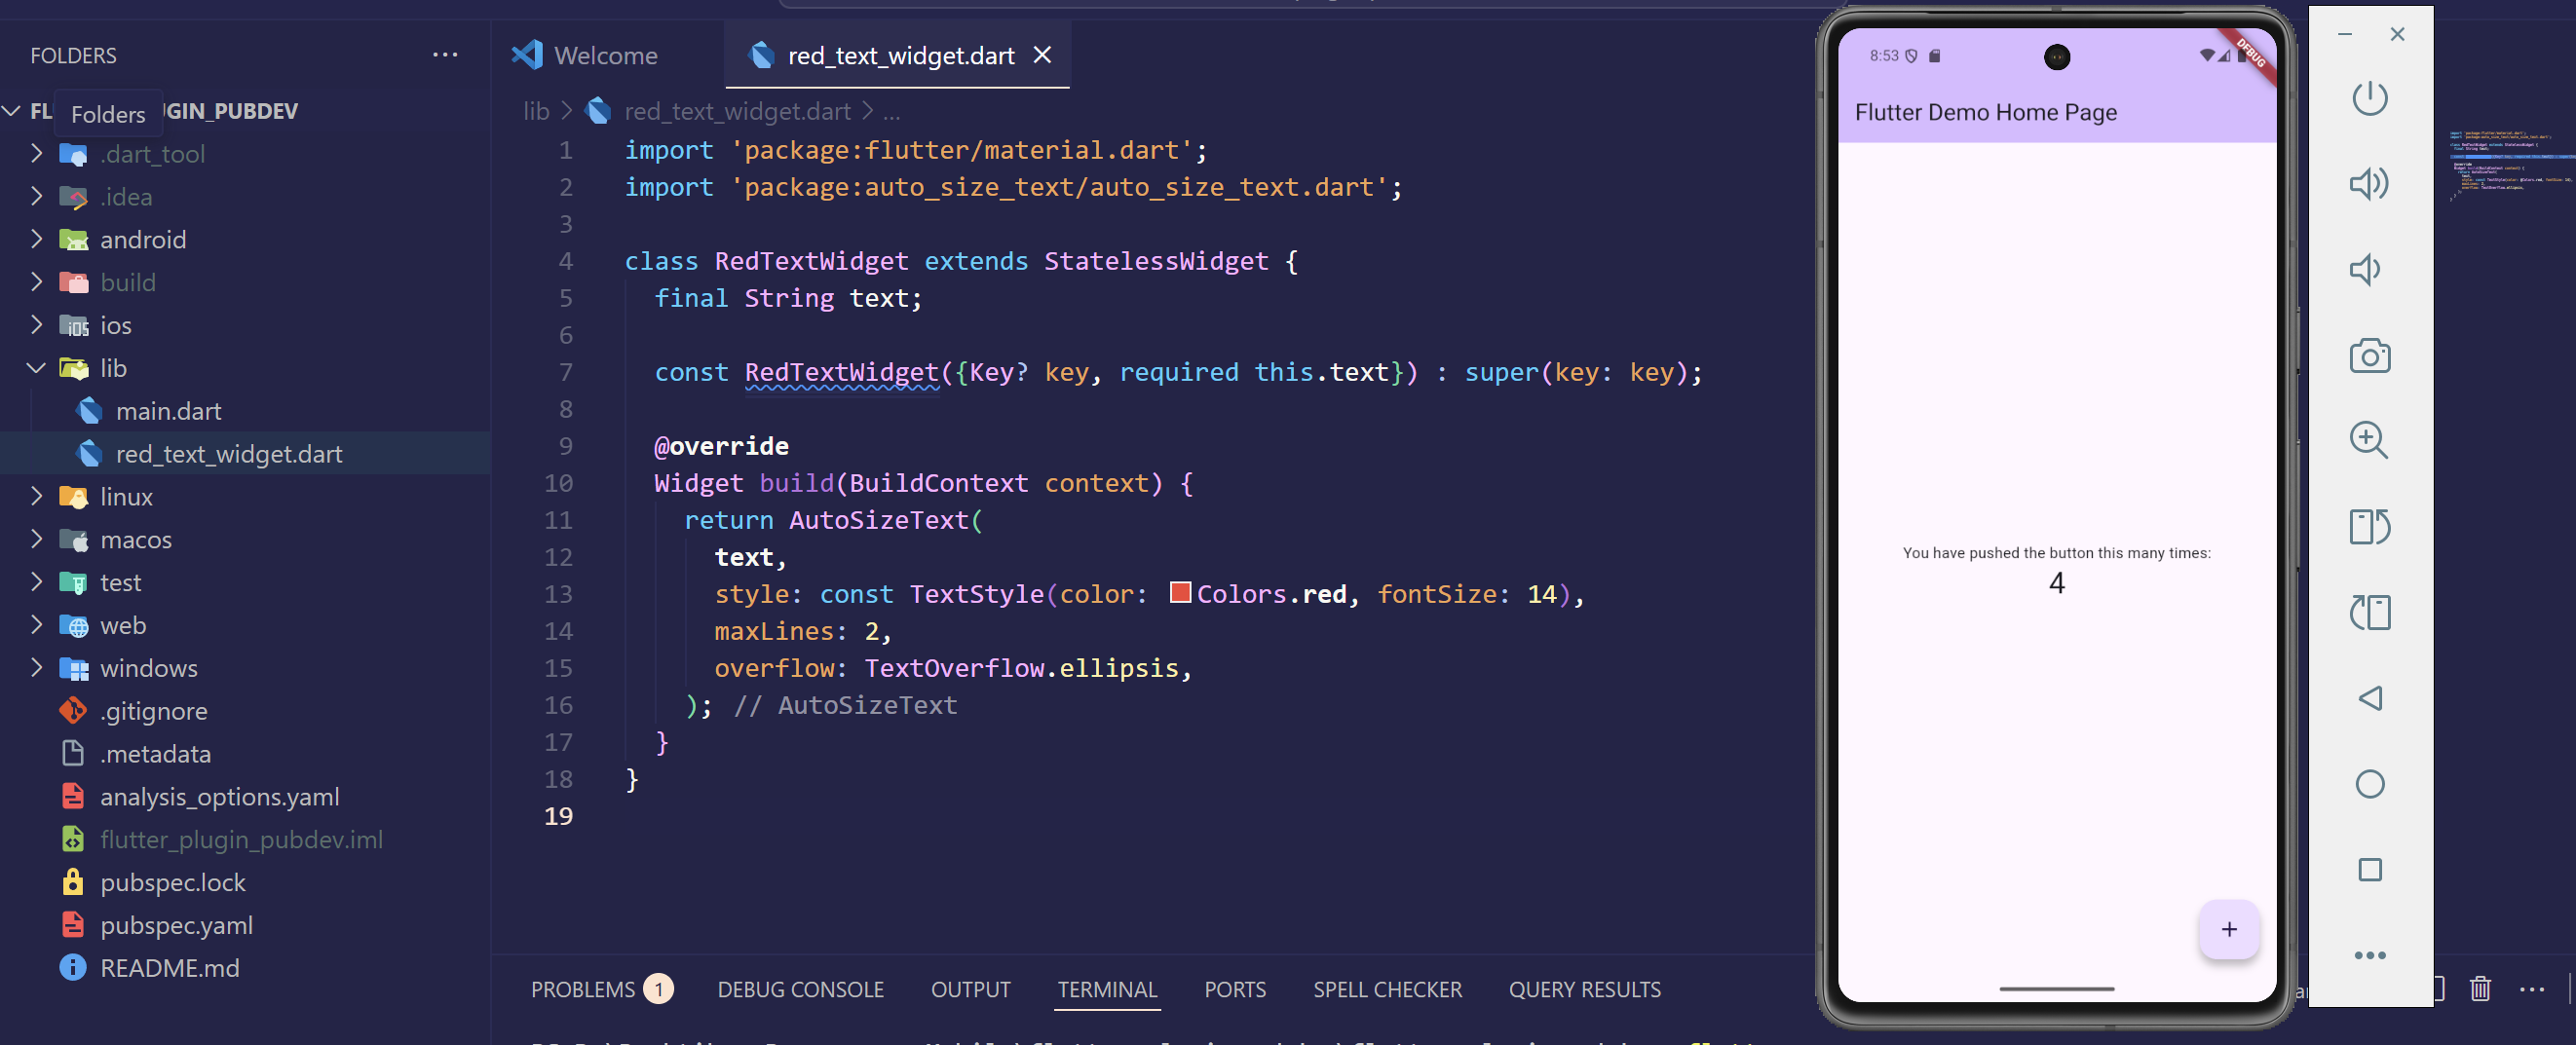 FOLDERS
FL
Folders
GIN_PUBDEV
.dart_tool
.idea
android
build
ios
lib
main.dart
red_text_widget.dart
linux
macos
test
web
windows
.gitignore
.metadata
analysis_options.yaml
flutter_plugin_pubdev.iml
pubspec.lock
pubspec.yaml
README.md
Welcome
red_text_widget.dart
lib > red_text_widget.dart > ...
1 import 'package:flutter/material.dart';
2 import 'package:auto_size_text/auto_size_text.dart';
3
4 class RedTextWidget extends StatelessWidget {
5 final String text;
6
7 const RedTextWidget({Key? key, required this.text}) : super(key: key);
8
9 @override
10 Widget build(BuildContext context) {
11 return AutoSizeText(
12 text,
13 style: const TextStyle(color: Colors.red, fontSize: 14),
14 maxLines: 2,
15 overflow: TextOverflow.ellipsis,
16 ); // AutoSizeText
17 }
18 }
19
PROBLEMS 1 DEBUG CONSOLE OUTPUT TERMINAL PORTS SPELL CHECKER QUERY RESULTS
8:53
DEBUG
Flutter Demo Home Page
You have pushed the button this many times:
4
+